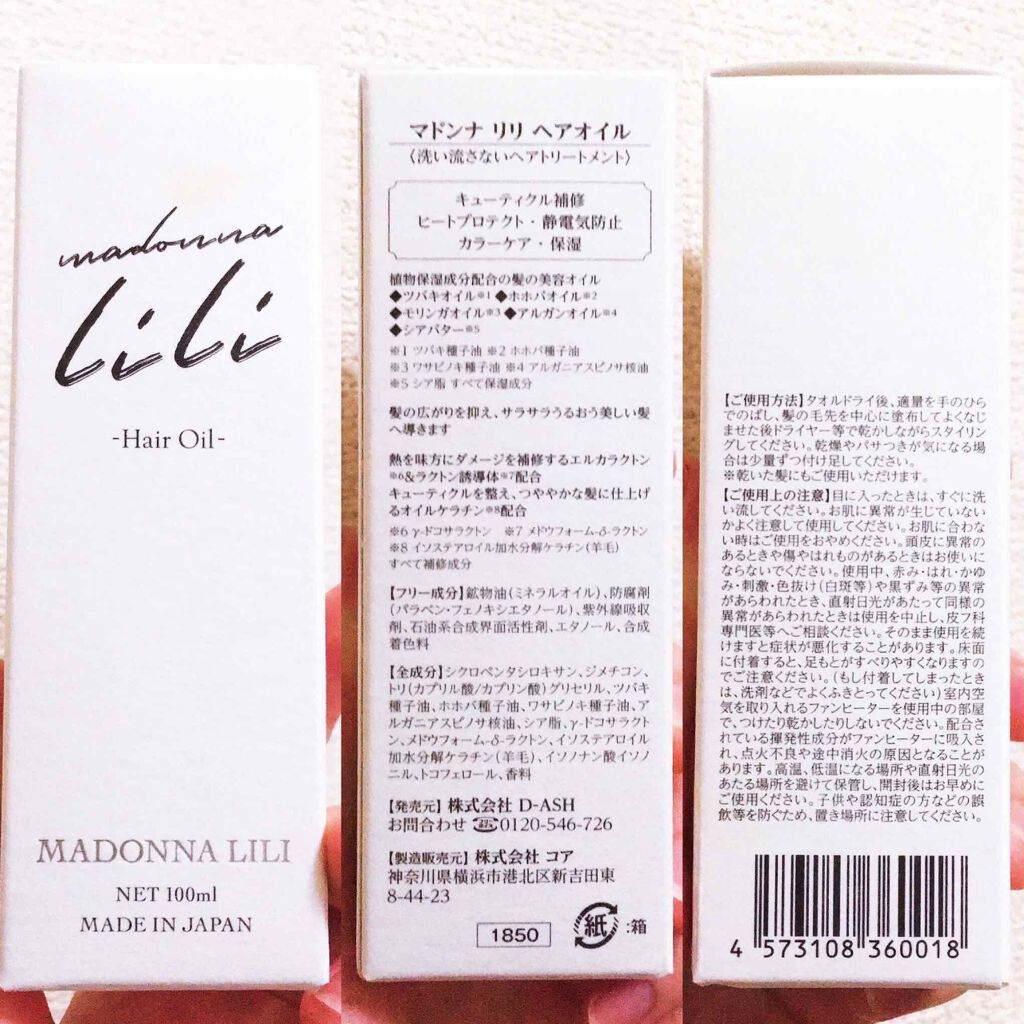 madonna
LiLi
-Hair Oil-
MADONNA LILI
NET 100ml
MADE IN JAPAN
マドンナ リリ ヘアオイル
〈洗い流さないヘアトリートメント〉
キューティクル補修
ヒートプロテクト・静電気防止
カラーケア・保湿
植物保湿成分配合の髪の美容オイル
◆ツバキオイル※1 ◆ホホバオイル※2
◆モリンガオイル※3 ◆アルガンオイル※4
◆シアバター※5
※1 ツバキ種子油 ※2 ホホバ種子油
※3 ワサビノキ種子油 ※4 アルガニアスピノサ核油
※5 シア脂 すべて保湿成分
髪の広がりを抑え、サラサラうるおう美しい髪
へ導きます
熱を味方にダメージを補修するエルカラクトン
※6&ラクトン誘導体※7配合
キューティクルを整え、つややかな髪に仕上げ
るオイルケラチン※8配合
※6 γ-ドコサラクトン ※7 メドウフォーム-δ-ラクトン
※8 イソステアロイル加水分解ケラチン(羊毛)
すべて補修成分
【フリー成分】鉱物油(ミネラルオイル)、防腐剤
(パラベン・フェノキシエタノール)、紫外線吸収
剤、石油系合成界面活性剤、エタノール、合成
着色料
【全成分】シクロペンタシロキサン、ジメチコン、
トリ(カプリル酸/カプリン酸)グリセリル、ツバキ
種子油、ホホバ種子油、ワサビノキ種子油、ア
ルガニアスピノサ核油、シア脂、γ-ドコサラクト
ン、メドウフォーム-δ-ラクトン、イソステアロイル
加水分解ケラチン(羊毛)、イソノナン酸イソノ
ニル、トコフェロール、香料
【発売元】株式会社 D-ASH
お問合わせ 0120-546-726
【製造販売元】株式会社 コア
神奈川県横浜市港北区新吉田東
8-44-23
1850
紙 :箱
【ご使用方法】タオルドライ後、適量を手のひら
でのばし、髪の毛先を中心に塗布してよくなじ
ませた後ドライヤー等で乾かしながらスタイリン
グしてください。乾燥やパサつきが気になる場
合は少量ずつ付け足してください。
※乾いた髪にもご使用いただけます。
【ご使用上の注意】目に入ったときは、すぐに洗
い流してください。お肌に異常が生じていない
かよく注意して使用してください。お肌に合わな
い時はご使用をおやめください。頭皮に異常の
あるときや傷やはれものがあるときはお使いに
ならないでください。使用中、赤み・はれ・かゆ
み・刺激・色抜け(白斑等)や黒ずみ等の異常
があらわれたとき、直射日光があたって同様の
異常があらわれたときは使用を中止し、皮フ科
専門医等へご相談ください。そのまま使用を続
けますと症状が悪化することがあります。床面
に付着すると、足もとがすべりやすくなりますの
でご注意ください。(もし付着してしまったとき
は、洗剤などでよくふきとってください)室内空
気を取り入れるファンヒーターを使用中の部屋
で、つけたり乾かしたりしないでください。配合さ
れている揮発性成分がファンヒーターに吸入さ
れ、点火不良や途中消火の原因となることが
あります。高温、低温になる場所や直射日光の
あたる場所を避けて保管し、開封後はお早めに
ご使用ください。子供や認知症の方などの誤
飲等を防ぐため、置き場所に注意してください。
4 573108 360018